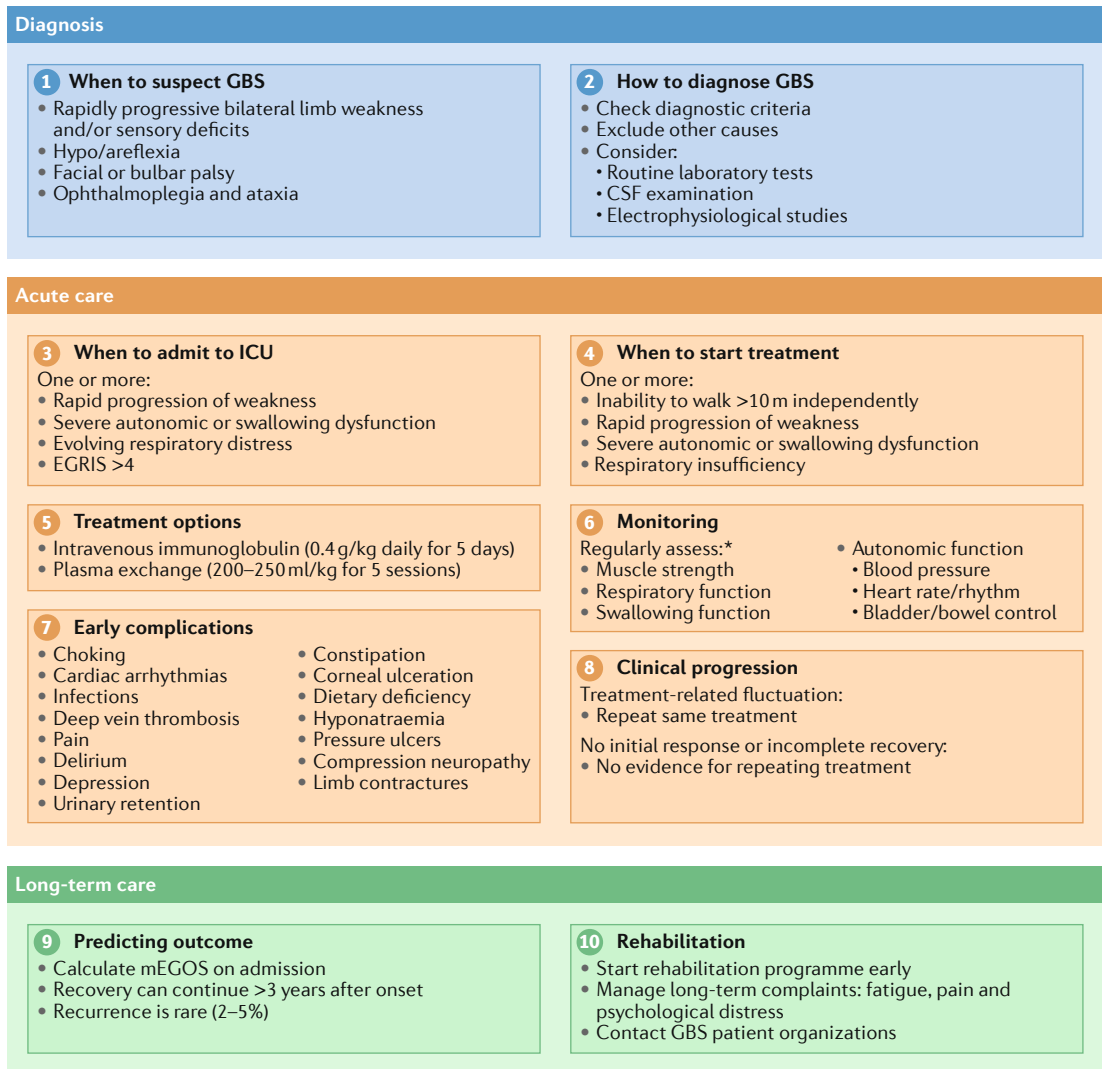 Diagnosis
1 When to suspect GBS
• Rapidly progressive bilateral limb weakness
and/or sensory deficits
• Hypo/areflexia
• Facial or bulbar palsy
• Ophthalmoplegia and ataxia
2 How to diagnose GBS
• Check diagnostic criteria
• Exclude other causes
• Consider:
• Routine laboratory tests
• CSF examination
• Electrophysiological studies
Acute care
3 When to admit to ICU
One or more:
• Rapid progression of weakness
• Severe autonomic or swallowing dysfunction
• Evolving respiratory distress
• EGRIS >4
4 When to start treatment
One or more:
• Inability to walk >10 m independently
• Rapid progression of weakness
• Severe autonomic or swallowing dysfunction
• Respiratory insufficiency
5 Treatment options
• Intravenous immunoglobulin (0.4 g/kg daily for 5 days)
• Plasma exchange (200–250 ml/kg for 5 sessions)
6 Monitoring
Regularly assess:*
• Muscle strength
• Respiratory function
• Swallowing function
• Autonomic function
• Blood pressure
• Heart rate/rhythm
• Bladder/bowel control
7 Early complications
• Choking
• Cardiac arrhythmias
• Infections
• Deep vein thrombosis
• Pain
• Delirium
• Depression
• Urinary retention
• Constipation
• Corneal ulceration
• Dietary deficiency
• Hyponatraemia
• Pressure ulcers
• Compression neuropathy
• Limb contractures
8 Clinical progression
Treatment-related fluctuation:
• Repeat same treatment
No initial response or incomplete recovery:
• No evidence for repeating treatment
Long-term care
9 Predicting outcome
• Calculate mEGOS on admission
• Recovery can continue >3 years after onset
• Recurrence is rare (2–5%)
10 Rehabilitation
• Start rehabilitation programme early
• Manage long-term complaints: fatigue, pain and
psychological distress
• Contact GBS patient organizations